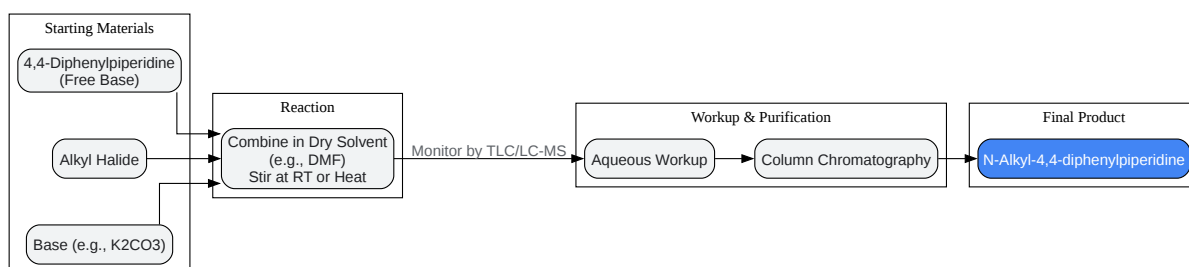 Starting Materials
4,4-Diphenylpiperidine
(Free Base)
Alkyl Halide
Base (e.g., K2CO3)
Reaction
Combine in Dry Solvent
(e.g., DMF)
Stir at RT or Heat
Monitor by TLC/LC-MS
Workup & Purification
Aqueous Workup
Column Chromatography
Final Product
N-Alkyl-4,4-diphenylpiperidine